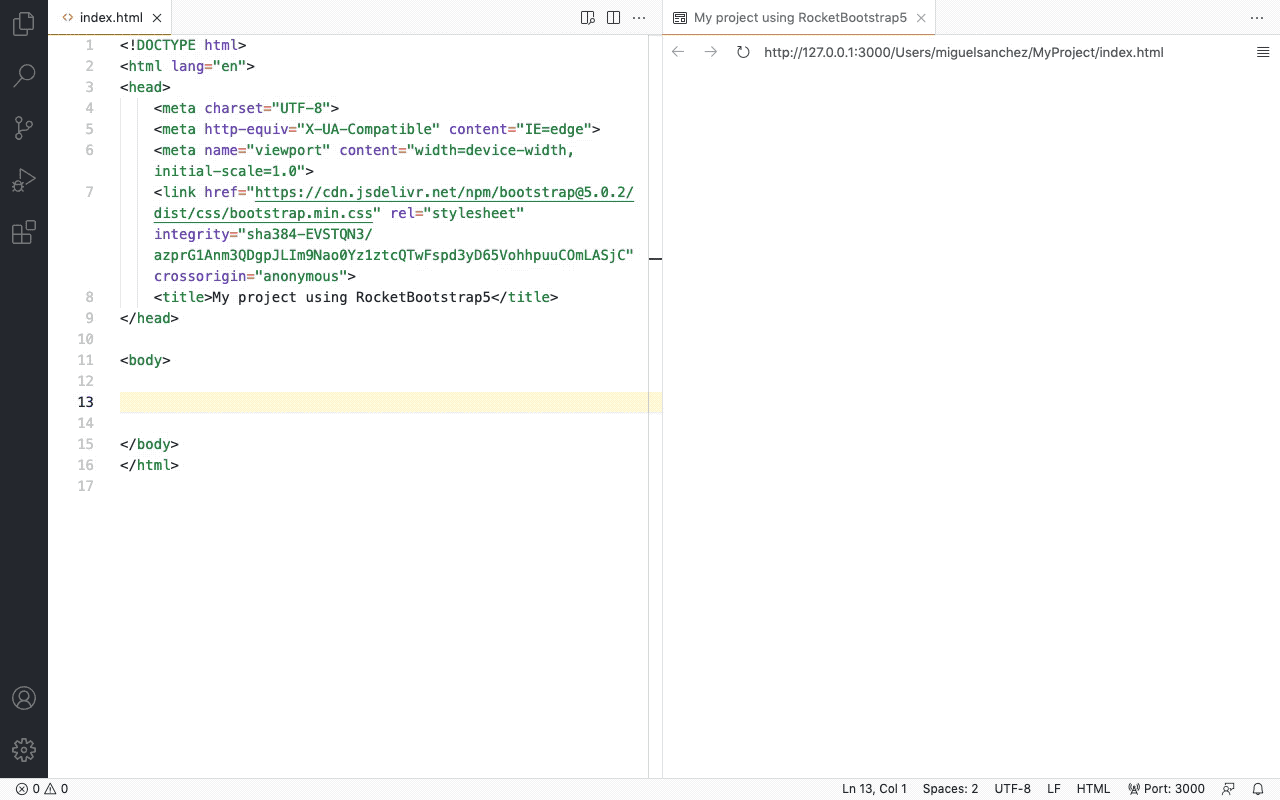 index.html
My project using RocketBootstrap5
http://127.0.0.1:3000/Users/miguelsanchez/MyProject/index.html
1 <!DOCTYPE html>
2 <html lang="en">
3 <head>
4 <meta charset="UTF-8">
5 <meta http-equiv="X-UA-Compatible" content="IE=edge">
6 <meta name="viewport" content="width=device-width,
initial-scale=1.0">
7 <link href="https://cdn.jsdelivr.net/npm/bootstrap@5.0.2/
dist/css/bootstrap.min.css" rel="stylesheet"
integrity="sha384-EVSTQN3/
azprG1Anm3QDgpJLIm9Nao0Yz1ztcQTwFspd3yD65VohhpuuCOmLASjC"
crossorigin="anonymous">
8 <title>My project using RocketBootstrap5</title>
9 </head>
10
11 <body>
12
13
14
15 </body>
16 </html>
17
0 0
Ln 13, Col 1 Spaces: 2 UTF-8 LF HTML Port: 3000